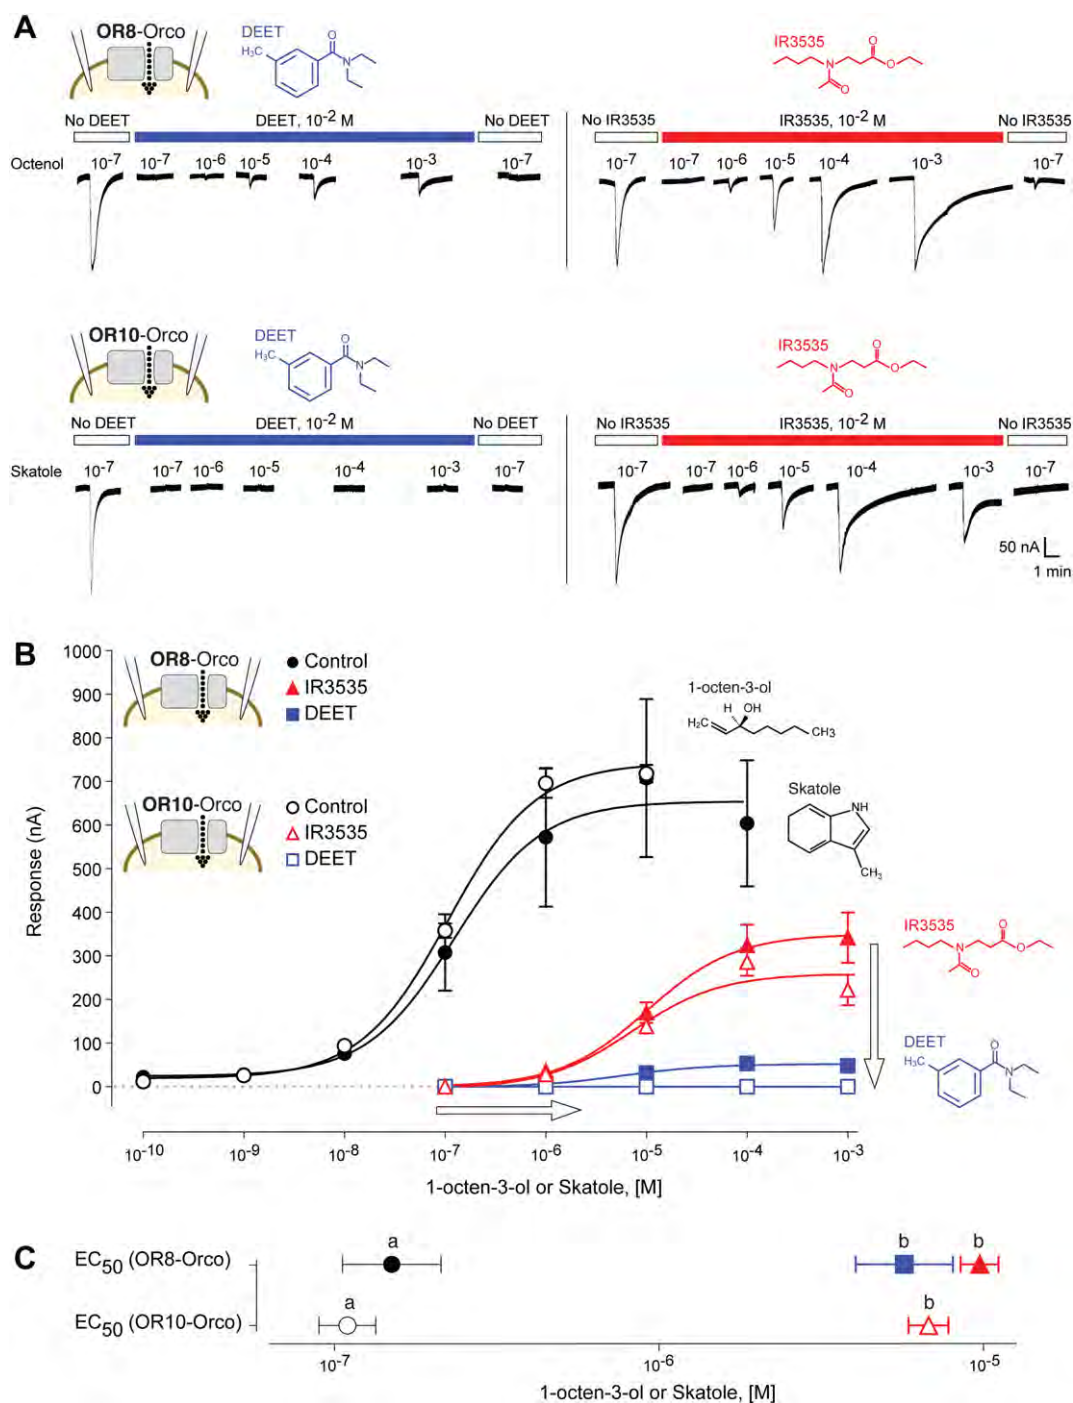 A
OR8-Orco
DEET
H₃C
O
N
IR3535
N
O
O
O
No DEET
DEET, 10⁻² M
No DEET
No IR3535
IR3535, 10⁻² M
No IR3535
Octenol
10⁻⁷ 10⁻⁷ 10⁻⁶ 10⁻⁵ 10⁻⁴ 10⁻³ 10⁻⁷
10⁻⁷ 10⁻⁷ 10⁻⁶ 10⁻⁵ 10⁻⁴ 10⁻³ 10⁻⁷
OR10-Orco
DEET
H₃C
O
N
IR3535
N
O
O
O
No DEET
DEET, 10⁻² M
No DEET
No IR3535
IR3535, 10⁻² M
No IR3535
Skatole
10⁻⁷ 10⁻⁷ 10⁻⁶ 10⁻⁵ 10⁻⁴ 10⁻³ 10⁻⁷
10⁻⁷ 10⁻⁷ 10⁻⁶ 10⁻⁵ 10⁻⁴ 10⁻³ 10⁻⁷
50 nA
1 min
B
1000
900
800
700
600
500
400
300
200
100
0
Response (nA)
OR8-Orco
Control
IR3535
DEET
OR10-Orco
Control
IR3535
DEET
1-octen-3-ol
H OH
H₂C
CH3
Skatole
NH
CH₃
IR3535
N
O
O
O
DEET
H₃C
O
N
10⁻¹⁰ 10⁻⁹ 10⁻⁸ 10⁻⁷ 10⁻⁶ 10⁻⁵ 10⁻⁴ 10⁻³
1-octen-3-ol or Skatole, [M]
C
EC₅₀ (OR8-Orco)
a b b
EC₅₀ (OR10-Orco)
a b
10⁻⁷ 10⁻⁶ 10⁻⁵
1-octen-3-ol or Skatole, [M]